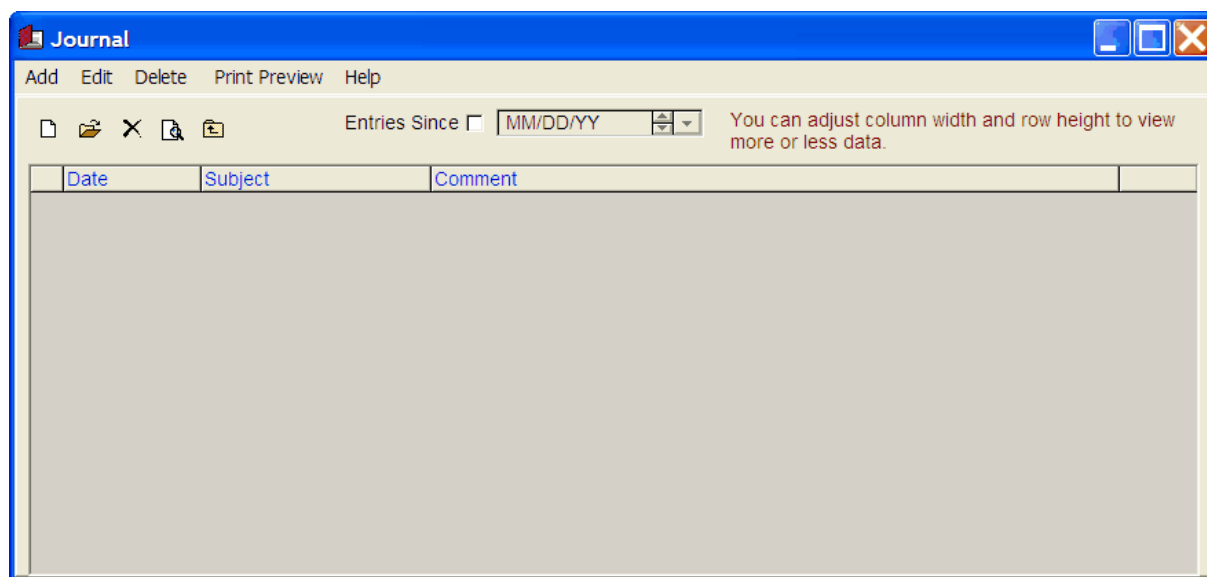 Journal
Add Edit Delete Print Preview Help
Entries Since MM/DD/YY You can adjust column width and row height to view
more or less data.
Date Subject Comment